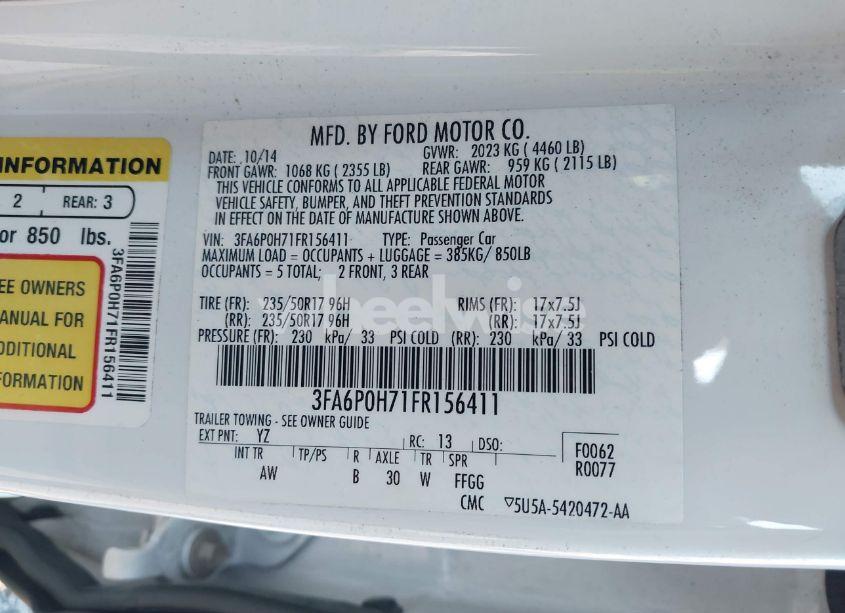 INFORMATION
2 REAR: 3
or 850 lbs.
EE OWNERS
ANUAL FOR
DDITIONAL
FORMATION
3FA6P0H71FR156411
MFD. BY FORD MOTOR CO.
DATE: 10/14 GVWR: 2023 KG ( 4460 LB)
FRONT GAWR: 1068 KG ( 2355 LB) REAR GAWR: 959 KG ( 2115 LB)
THIS VEHICLE CONFORMS TO ALL APPLICABLE FEDERAL MOTOR
VEHICLE SAFETY, BUMPER, AND THEFT PREVENTION STANDARDS
IN EFFECT ON THE DATE OF MANUFACTURE SHOWN ABOVE.
VIN: 3FA6P0H71FR156411 TYPE: Passenger Car
MAXIMUM LOAD = OCCUPANTS + LUGGAGE = 385KG/ 850LB
OCCUPANTS = 5 TOTAL; 2 FRONT, 3 REAR
TIRE (FR): 235/50R17 96H RIMS (FR): 17x7.5J
(RR): 235/50R17 96H (RR): 17x7.5J
PRESSURE (FR): 230 kPa/ 33 PSI COLD (RR): 230 kPa/ 33 PSI COLD
3FA6P0H71FR156411
TRAILER TOWING - SEE OWNER GUIDE
EXT PNT: YZ RC: 13 DSO: F0062
INT TR TP/PS R AXLE TR SPR R0077
AW B 30 W FFGG
CMC ▽5U5A-5420472-AA
heelwise